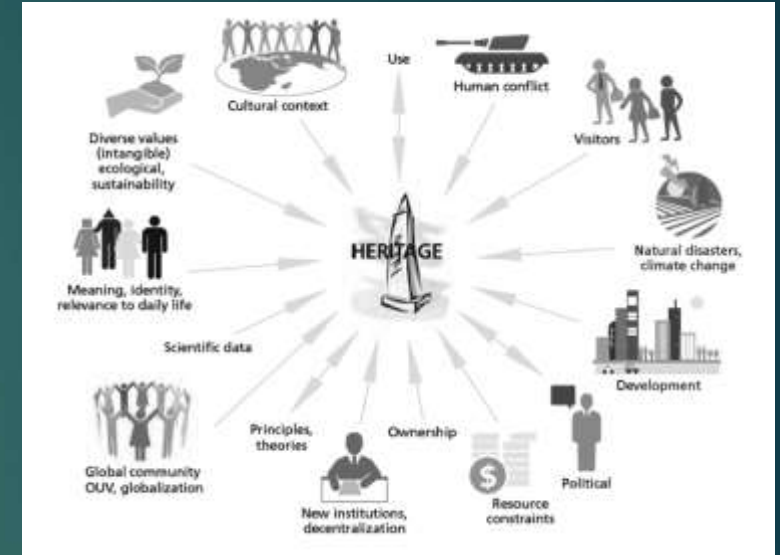 Use
Cultural context
Human conflict
Visitors
Diverse values
(intangible)
ecological,
sustainability
HERITAGE
Natural disasters,
climate change
Meaning, identity,
relevance to daily life
Scientific data
Development
Global community
OUV, globalization
Principles,
theories
Ownership
New institutions,
decentralization
Resource
constraints
Political